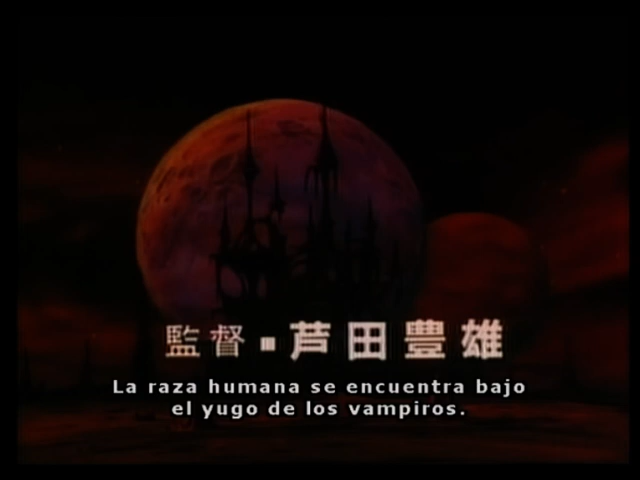 監督■芦田豊雄
La raza humana se encuentra bajo
el yugo de los vampiros.